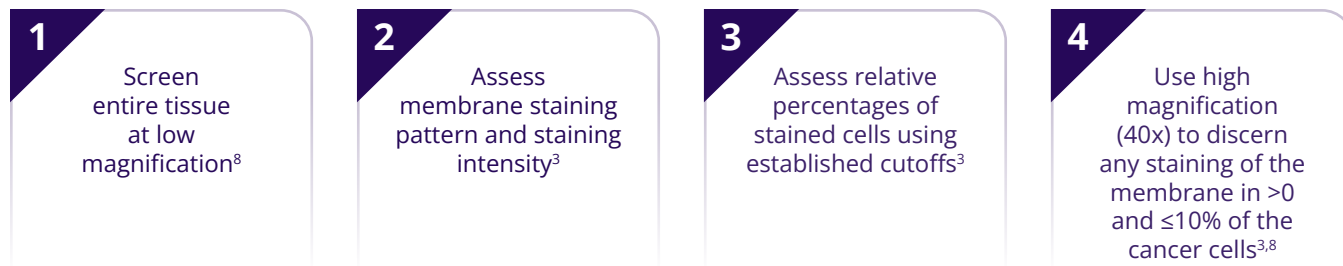 1
Screen
entire tissue
at low
magnification⁸
2
Assess
membrane staining
pattern and staining
intensity³
3
Assess relative
percentages of
stained cells using
established cutoffs³
4
Use high
magnification
(40x) to discern
any staining of the
membrane in >0
and ≤10% of the
cancer cells³,⁸